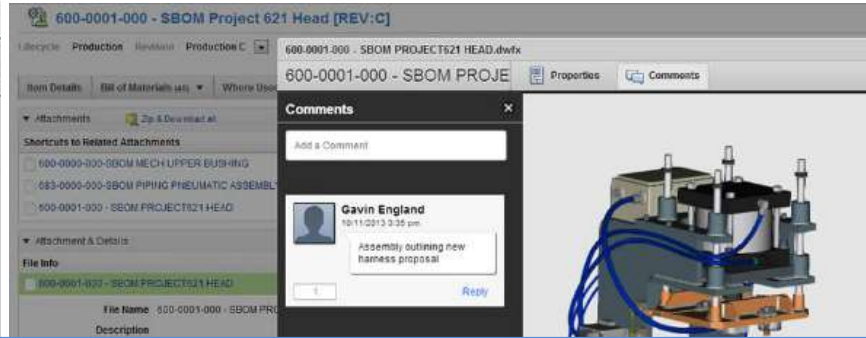 600-0001-000 - SBOM Project 621 Head [REV:C]
Lifecycle Production Revision Production C
Item Details Bill of Materials Where Used
Attachments Zip & Download all
Shortcuts to Related Attachments
600-0000-000-SBOM MECH UPPER BUSHING
083-0000-000-SBOM PIPING PNEUMATIC ASSEMBL
600-0001-000 - SBOM PROJECT621 HEAD
Attachment & Details
File Info
600-0001-000 - SBOM PROJECT621 HEAD
File Name 600-0001-000 - SBOM PRO
Description
600-0001-000 - SBOM PROJECT621 HEAD.dwfx
600-0001-000 - SBOM PROJE
Properties
Comments
Comments
Add a Comment
Gavin England
10/11/2013 3:35 pm
Assembly outlining new
harness proposal
1
Reply